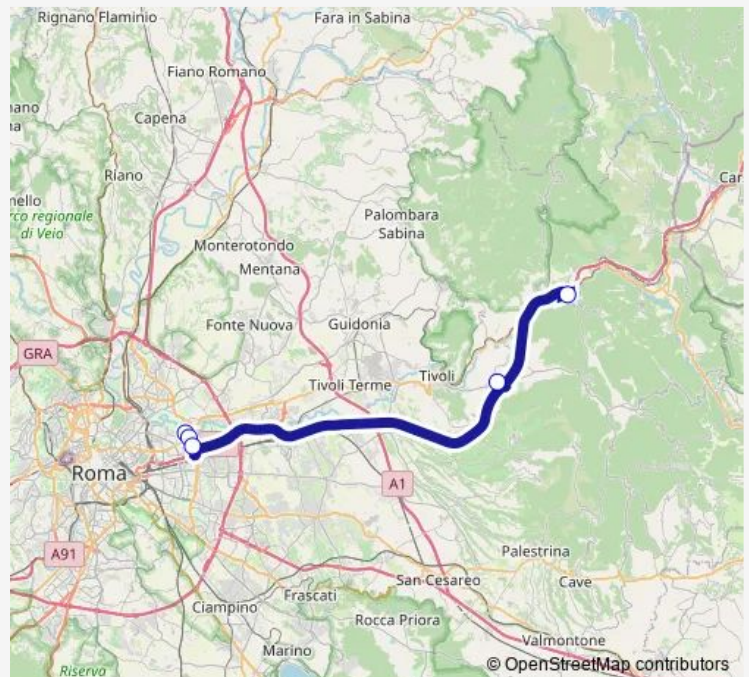 Rignano Flaminio
Fara in Sabina
Fiano Romano
Capena
Riano
nello
rco regionale
di Veio
Palombara
Sabina
Monterotondo
Mentana
Fonte Nuova
Guidonia
GRA
Tivoli Terme
Tivoli
Roma
A1
A91
Palestrina
San Cesareo
Cave
Ciampino
Frascati
Rocca Priora
Valmontone
Marino
Riserva
© OpenStreetMap contributors